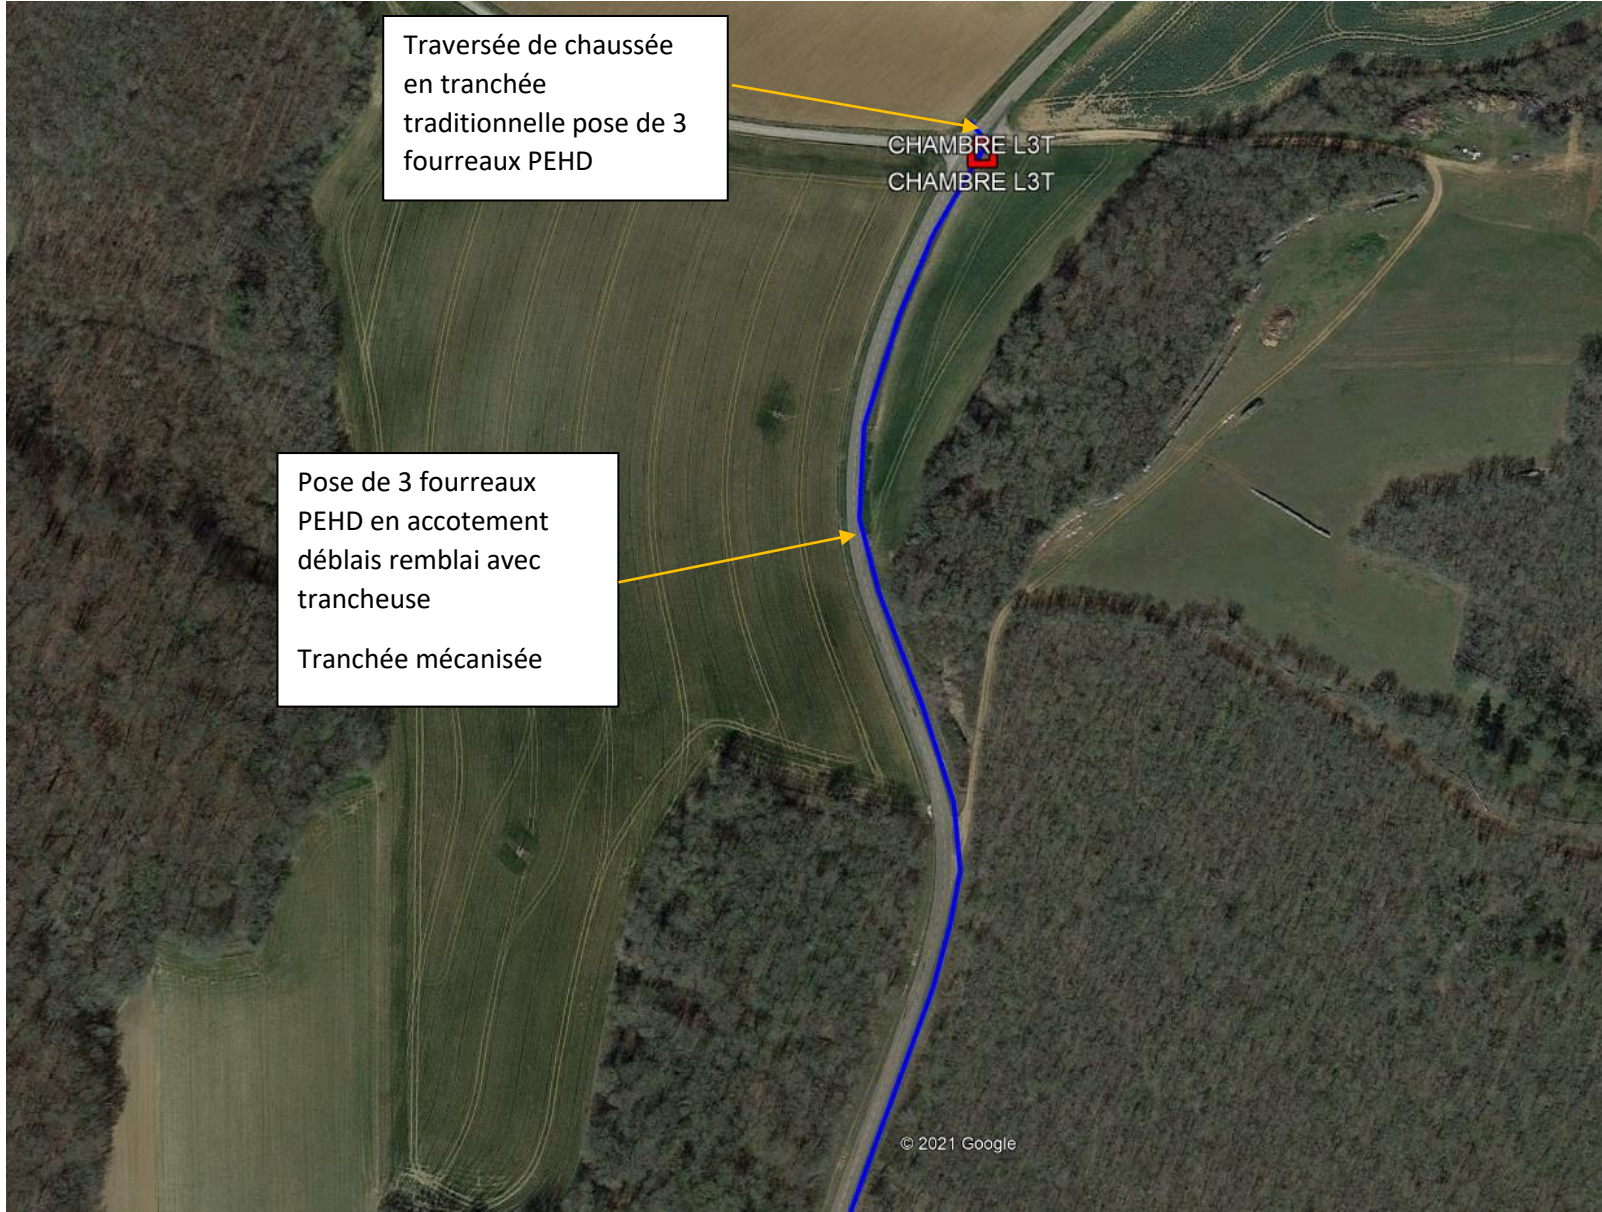 Traversée de chaussée
en tranchée
traditionnelle pose de 3
fourreaux PEHD
CHAMBRE L3T
CHAMBRE L3T
Pose de 3 fourreaux
PEHD en accotement
déblais remblai avec
trancheuse
Tranchée mécanisée
© 2021 Google